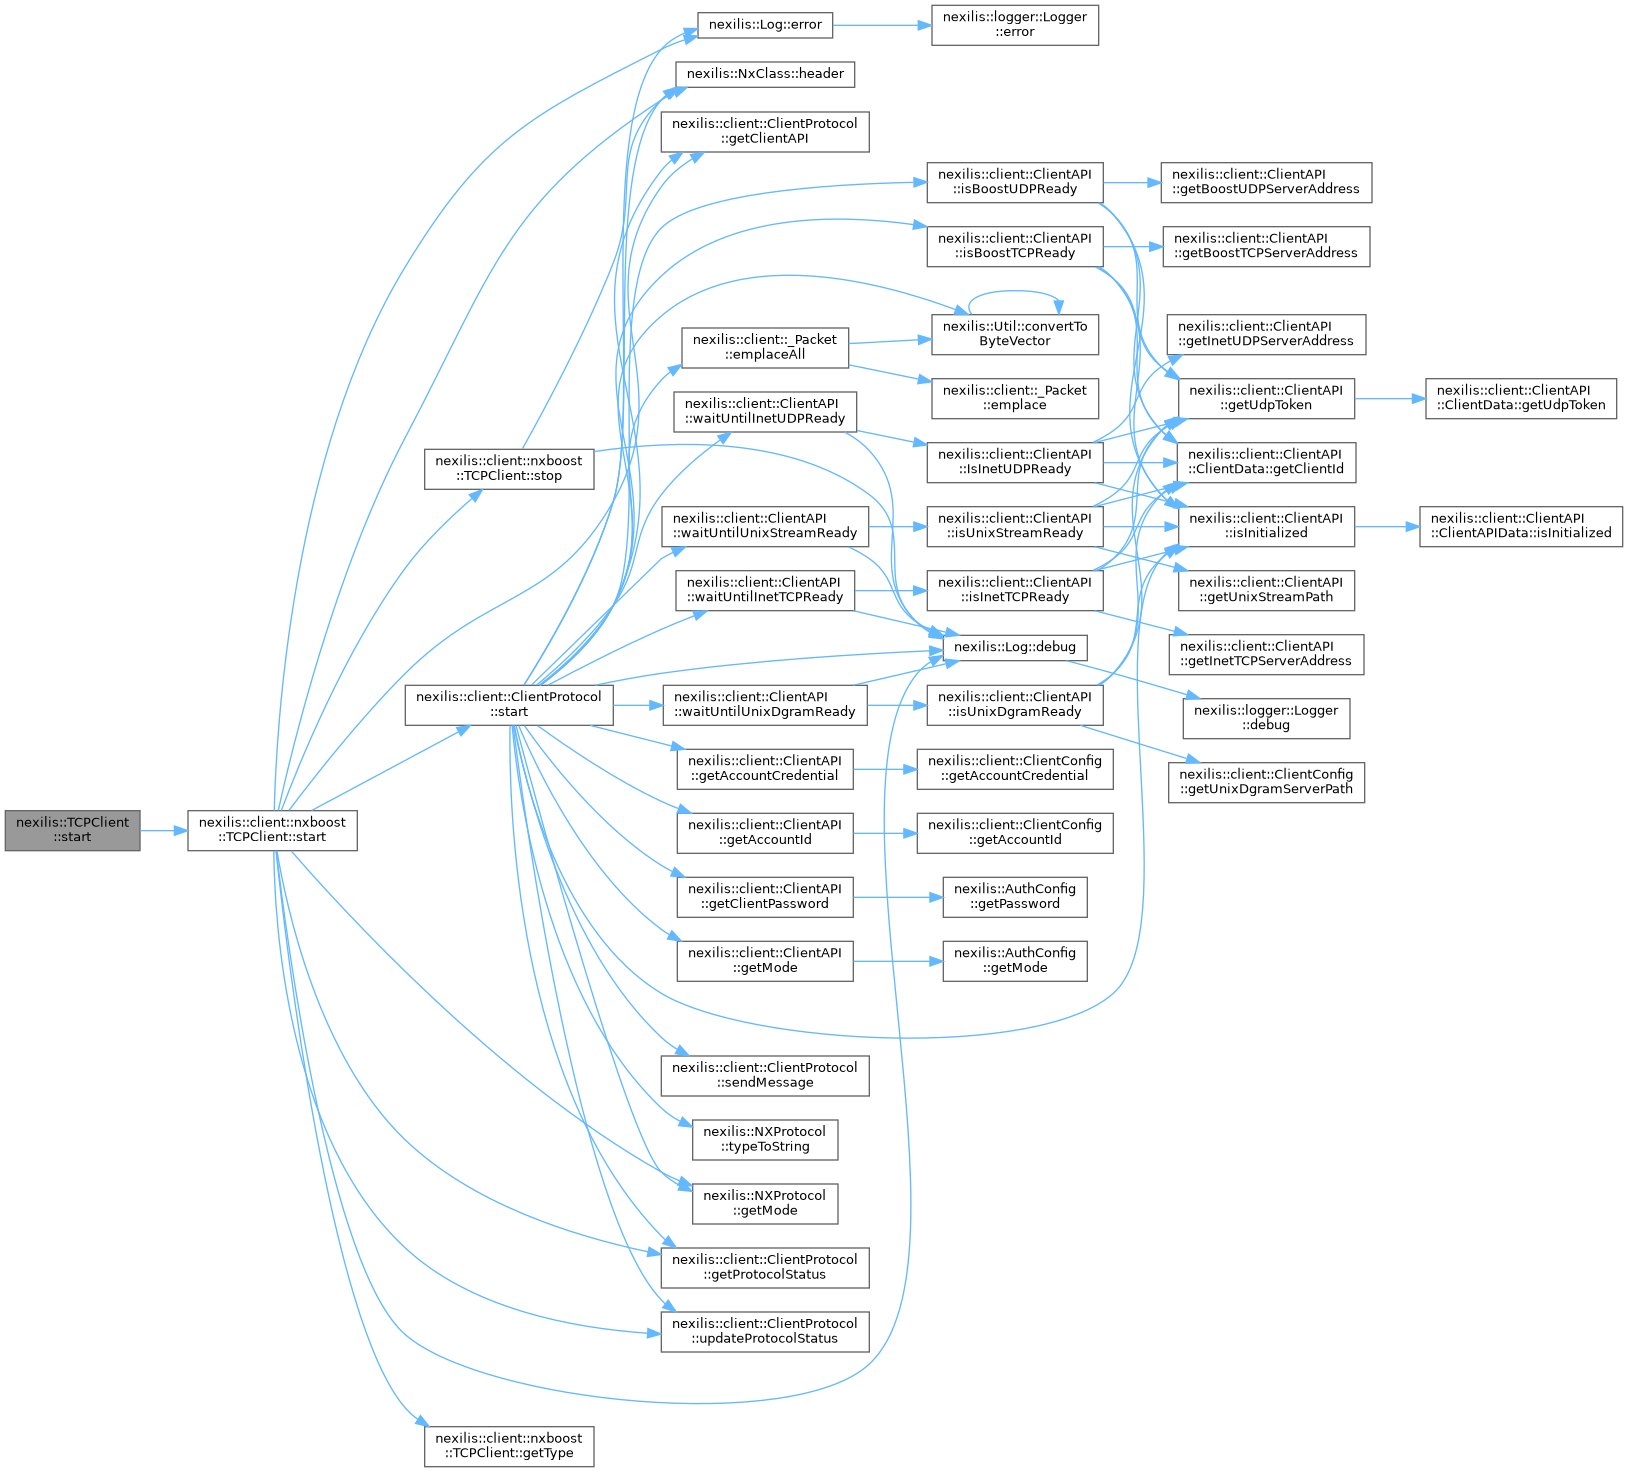 nexilis::TCPClient
::start
nexilis::client::nxboost
::TCPClient::start
nexilis::client::nxboost
::TCPClient::stop
nexilis::client::ClientProtocol
::start
nexilis::client::nxboost
::TCPClient::getType
nexilis::Log::error
nexilis::NxClass::header
nexilis::client::ClientProtocol
::getClientAPI
nexilis::client::_Packet
::emplaceAll
nexilis::client::ClientAPI
::waitUntilInetUDPReady
nexilis::client::ClientAPI
::waitUntilUnixStreamReady
nexilis::client::ClientAPI
::waitUntilInetTCPReady
nexilis::client::ClientAPI
::waitUntilUnixDgramReady
nexilis::client::ClientAPI
::getAccountCredential
nexilis::client::ClientAPI
::getAccountId
nexilis::client::ClientAPI
::getClientPassword
nexilis::client::ClientAPI
::getMode
nexilis::client::ClientProtocol
::sendMessage
nexilis::NXProtocol
::typeToString
nexilis::NXProtocol
::getMode
nexilis::client::ClientProtocol
::getProtocolStatus
nexilis::client::ClientProtocol
::updateProtocolStatus
nexilis::logger::Logger
::error
nexilis::client::ClientAPI
::isBoostUDPReady
nexilis::client::ClientAPI
::isBoostTCPReady
nexilis::Util::convertTo
ByteVector
nexilis::client::_Packet
::emplace
nexilis::client::ClientAPI
::IsInetUDPReady
nexilis::client::ClientAPI
::isUnixStreamReady
nexilis::client::ClientAPI
::isInetTCPReady
nexilis::Log::debug
nexilis::client::ClientAPI
::isUnixDgramReady
nexilis::client::ClientConfig
::getAccountCredential
nexilis::client::ClientConfig
::getAccountId
nexilis::AuthConfig
::getPassword
nexilis::AuthConfig
::getMode
nexilis::client::ClientAPI
::getBoostUDPServerAddress
nexilis::client::ClientAPI
::getBoostTCPServerAddress
nexilis::client::ClientAPI
::getInetUDPServerAddress
nexilis::client::ClientAPI
::getUdpToken
nexilis::client::ClientAPI
::ClientData::getClientId
nexilis::client::ClientAPI
::isInitialized
nexilis::client::ClientAPI
::getUnixStreamPath
nexilis::client::ClientAPI
::getInetTCPServerAddress
nexilis::logger::Logger
::debug
nexilis::client::ClientConfig
::getUnixDgramServerPath
nexilis::client::ClientAPI
::ClientData::getUdpToken
nexilis::client::ClientAPI
::ClientAPIData::isInitialized